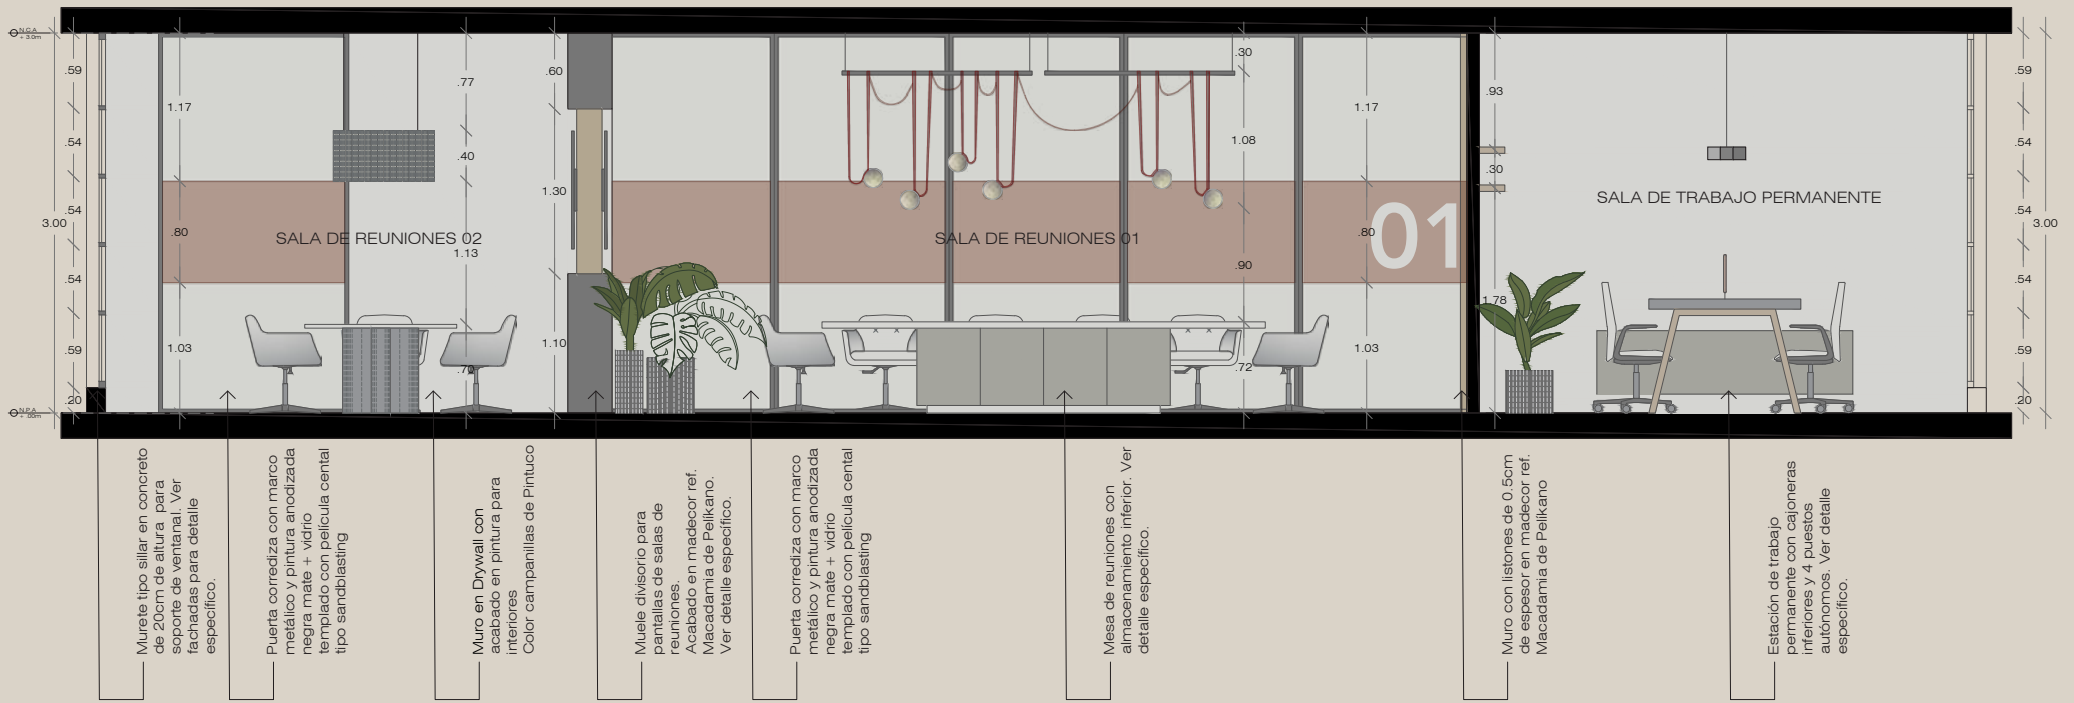 N.C.A
+ 3.0m
.59
.54
.54
.54
.59
.20
3.00
N.P.A
+ .00m
1.17
.80
1.03
.77
.40
1.13
.70
.60
1.30
1.10
SALA DE REUNIONES 02
SALA DE REUNIONES 01
.30
1.08
.90
.72
1.17
.80
1.03
01
.93
.30
1.78
SALA DE TRABAJO PERMANENTE
.59
.54
.54
.54
.59
.20
3.00
Murete tipo sillar en concreto
de 20cm de altura para
soporte de ventanal. Ver
fachadas para detalle
específico.
Puerta corrediza con marco
metálico y pintura anodizada
negra mate + vidrio
templado con película cental
tipo sandblasting
Muro en Drywall con
acabado en pintura para
interiores
Color campanillas de Pintuco
Muele divisorio para
pantallas de salas de
reuniones.
Acabado en madecor ref.
Macadamia de Pelíkano.
Ver detalle específico.
Puerta corrediza con marco
metálico y pintura anodizada
negra mate + vidrio
templado con película cental
tipo sandblasting
Mesa de reuniones con
almacenamiento inferior. Ver
detalle específico.
Muro con listones de 0.5cm
de espesor en madecor ref.
Macadamia de Pelíkano
Estación de trabajo
permanente con cajoneras
inferiores y 4 puestos
autónomos. Ver detalle
específico.